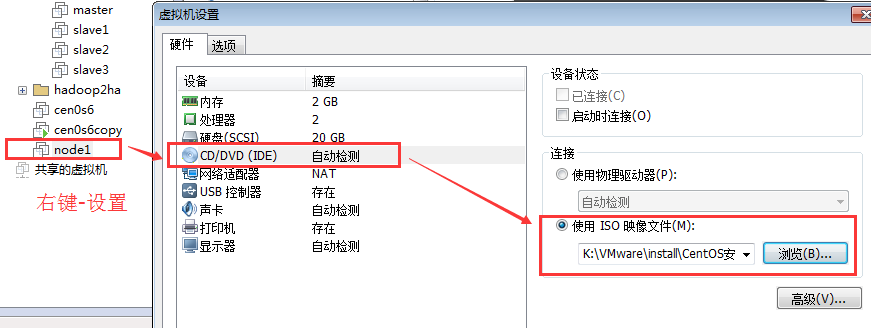 master
slave1
slave2
slave3
hadoop2ha
cen0s6
cen0s6copy
node1
共享的虚拟机
右键-设置
虚拟机设置
硬件 选项
设备 摘要
内存 2 GB
处理器 2
硬盘(SCSI) 20 GB
CD/DVD (IDE) 自动检测
网络适配器 NAT
USB 控制器 存在
声卡 自动检测
打印机 存在
显示器 自动检测
设备状态
已连接(C)
启动时连接(O)
连接
使用物理驱动器(P):
自动检测
使用 ISO 映像文件(M):
K:\VMware\install\CentOS安 浏览(B)...
高级(V)...